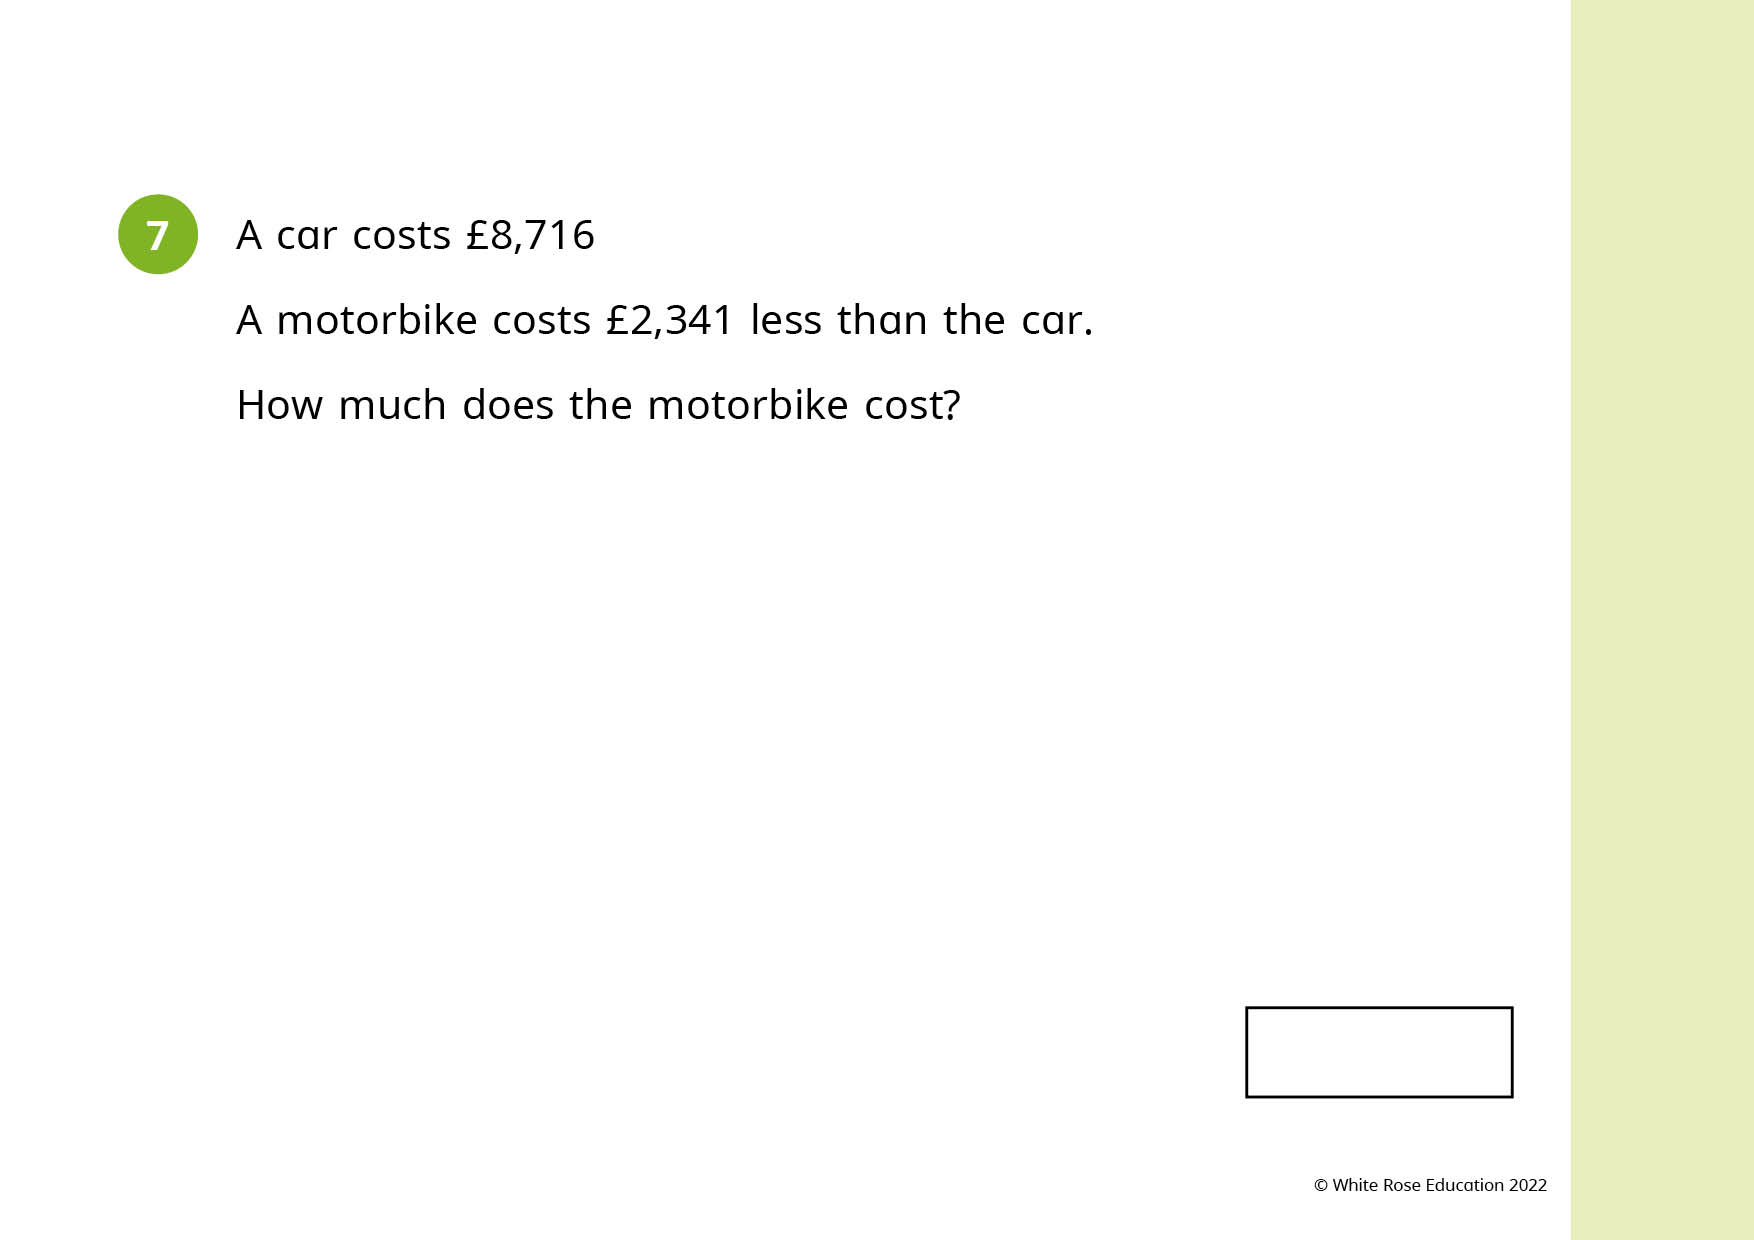 7 A car costs £8,716
A motorbike costs £2,341 less than the car.
How much does the motorbike cost?
© White Rose Education 2022